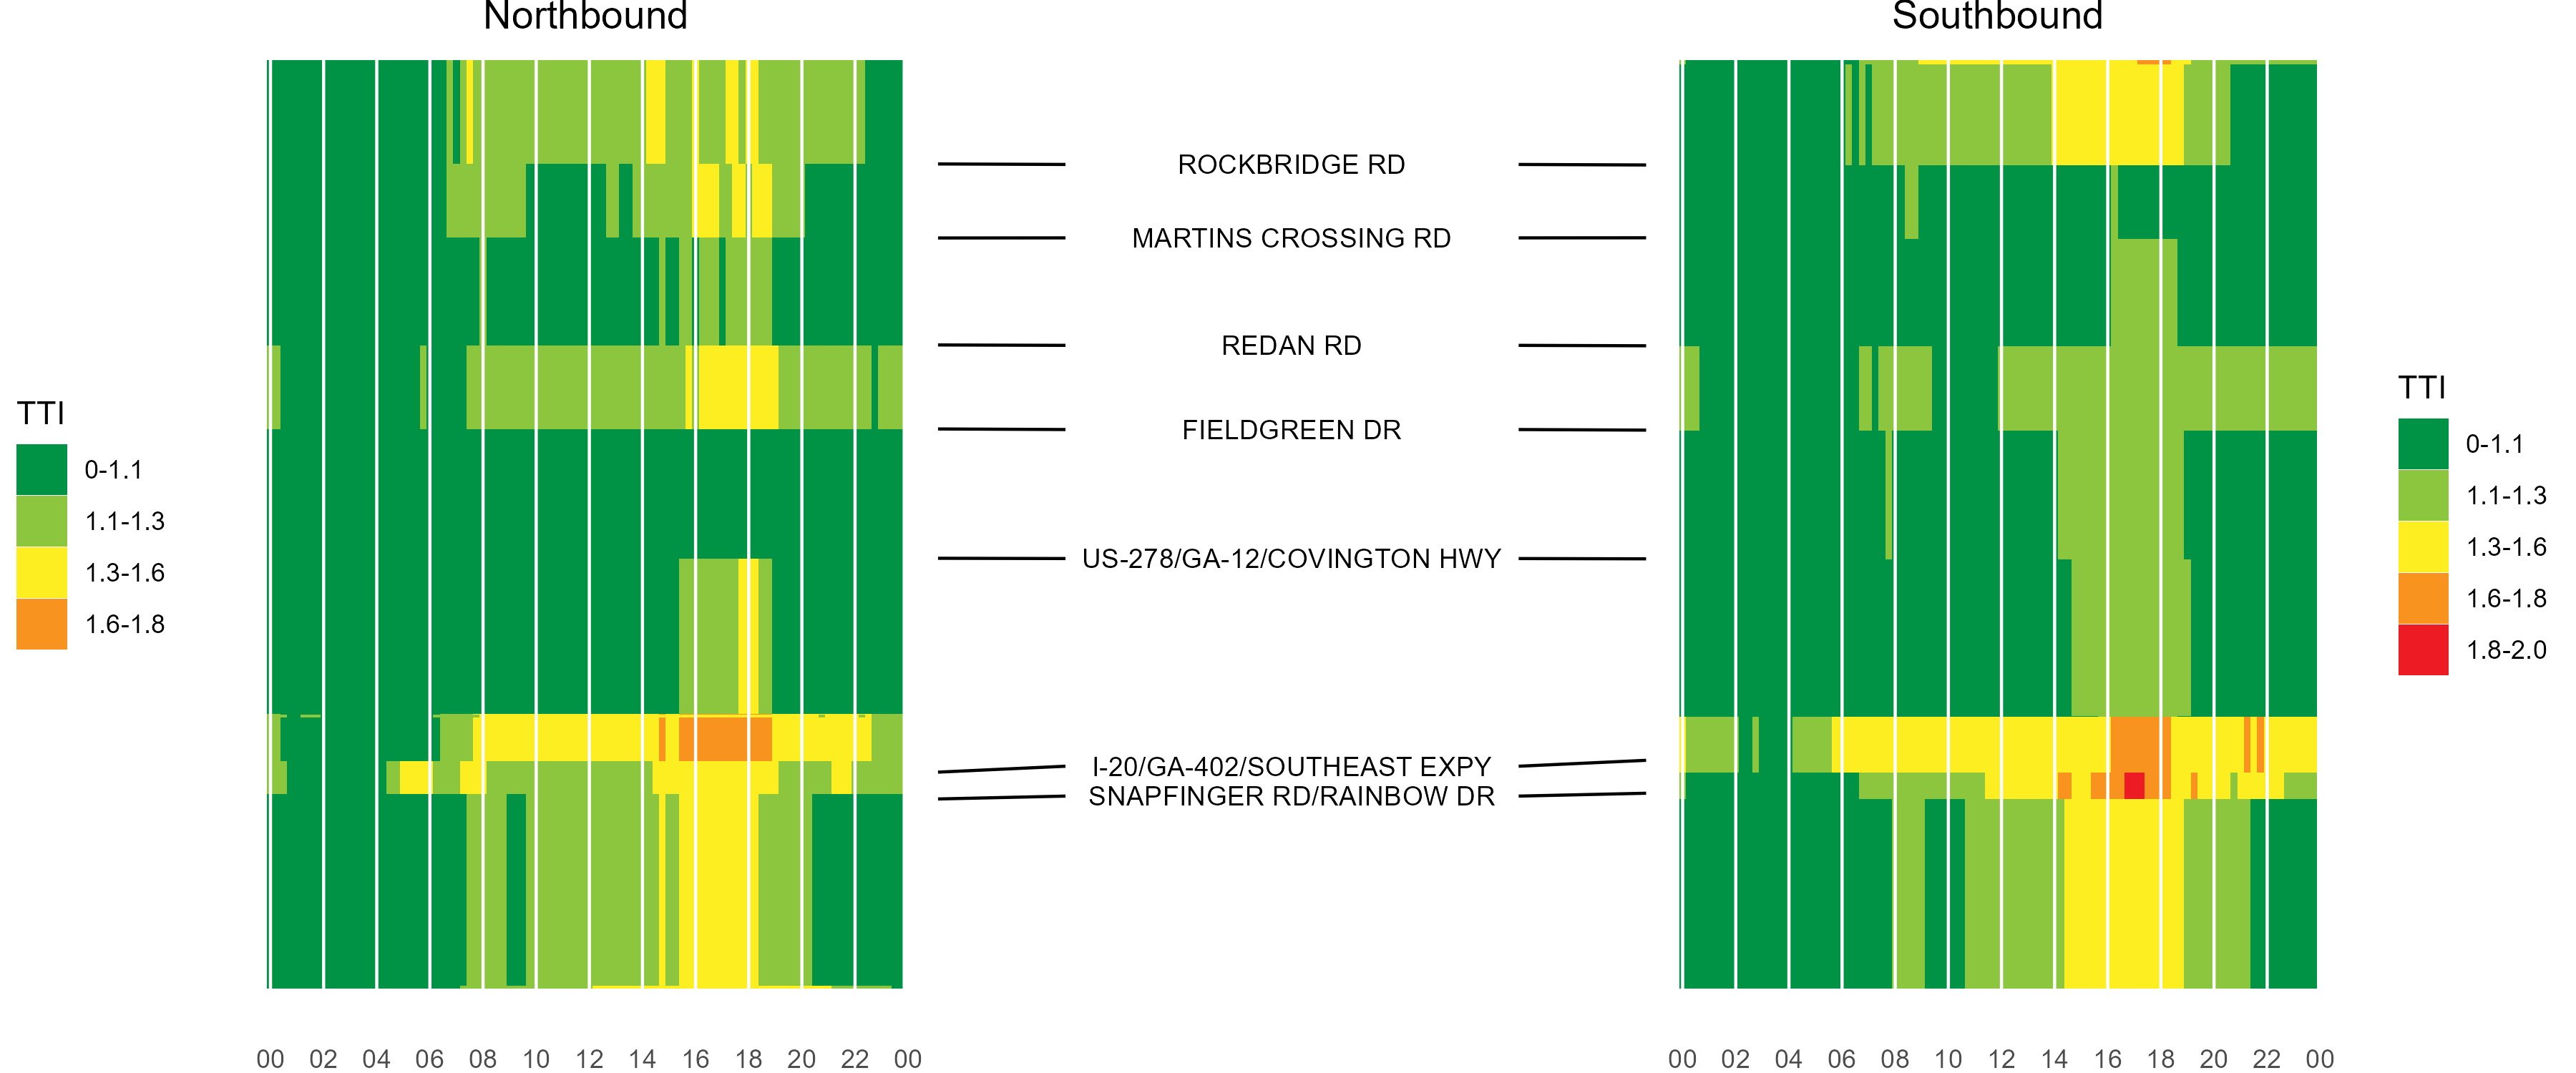 Northbound
Southbound
ROCKBRIDGE RD
MARTINS CROSSING RD
REDAN RD
FIELDGREEN DR
US-278/GA-12/COVINGTON HWY
I-20/GA-402/SOUTHEAST EXPY
SNAPFINGER RD/RAINBOW DR
TTI
0-1.1
1.1-1.3
1.3-1.6
1.6-1.8
TTI
0-1.1
1.1-1.3
1.3-1.6
1.6-1.8
1.8-2.0
00 02 04 06 08 10 12 14 16 18 20 22 00
00 02 04 06 08 10 12 14 16 18 20 22 00